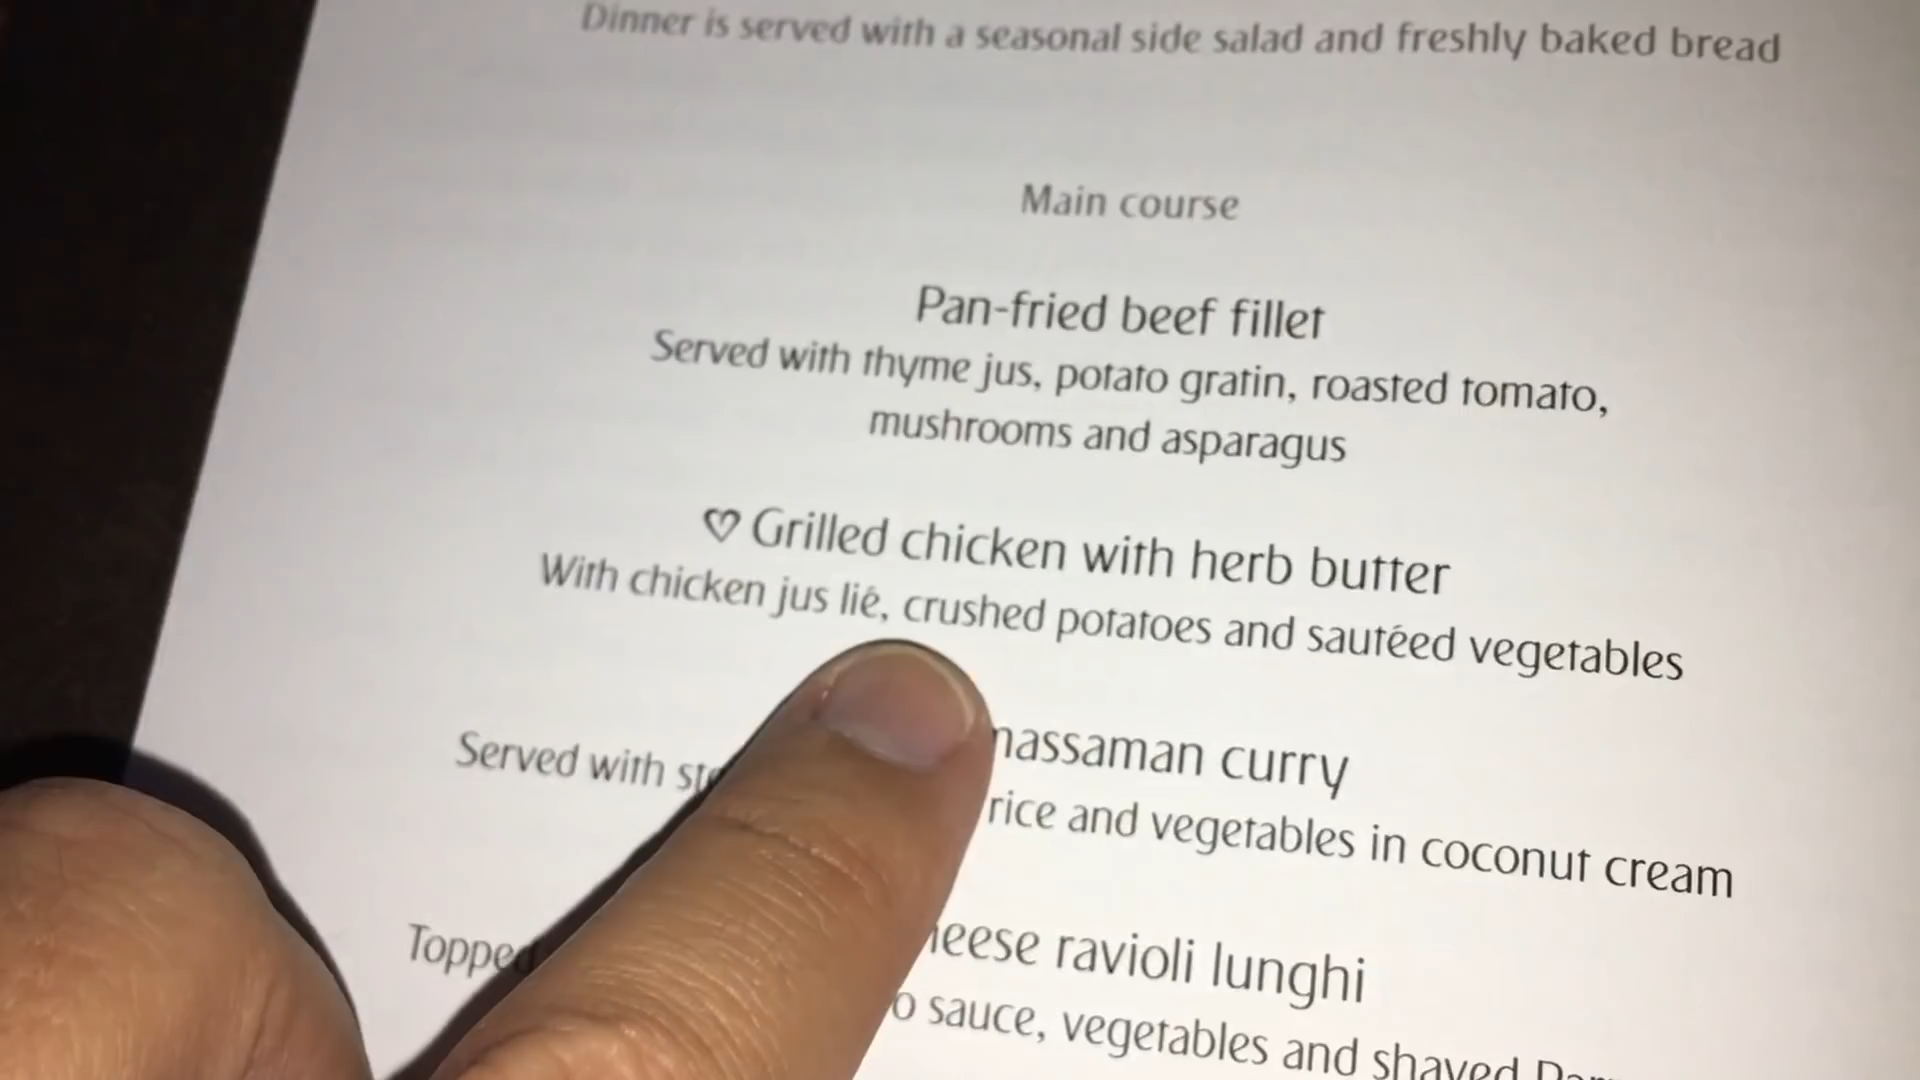 Dinner is served with a seasonal side salad and freshly baked bread
Main course
Pan-fried beef fillet
Served with thyme jus, potato gratin, roasted tomato,
mushrooms and asparagus
♡ Grilled chicken with herb butter
With chicken jus lié, crushed potatoes and sautéed vegetables
curry
Served with rice and vegetables in coconut cream
ravioli lunghi
sauce, vegetables and shaved